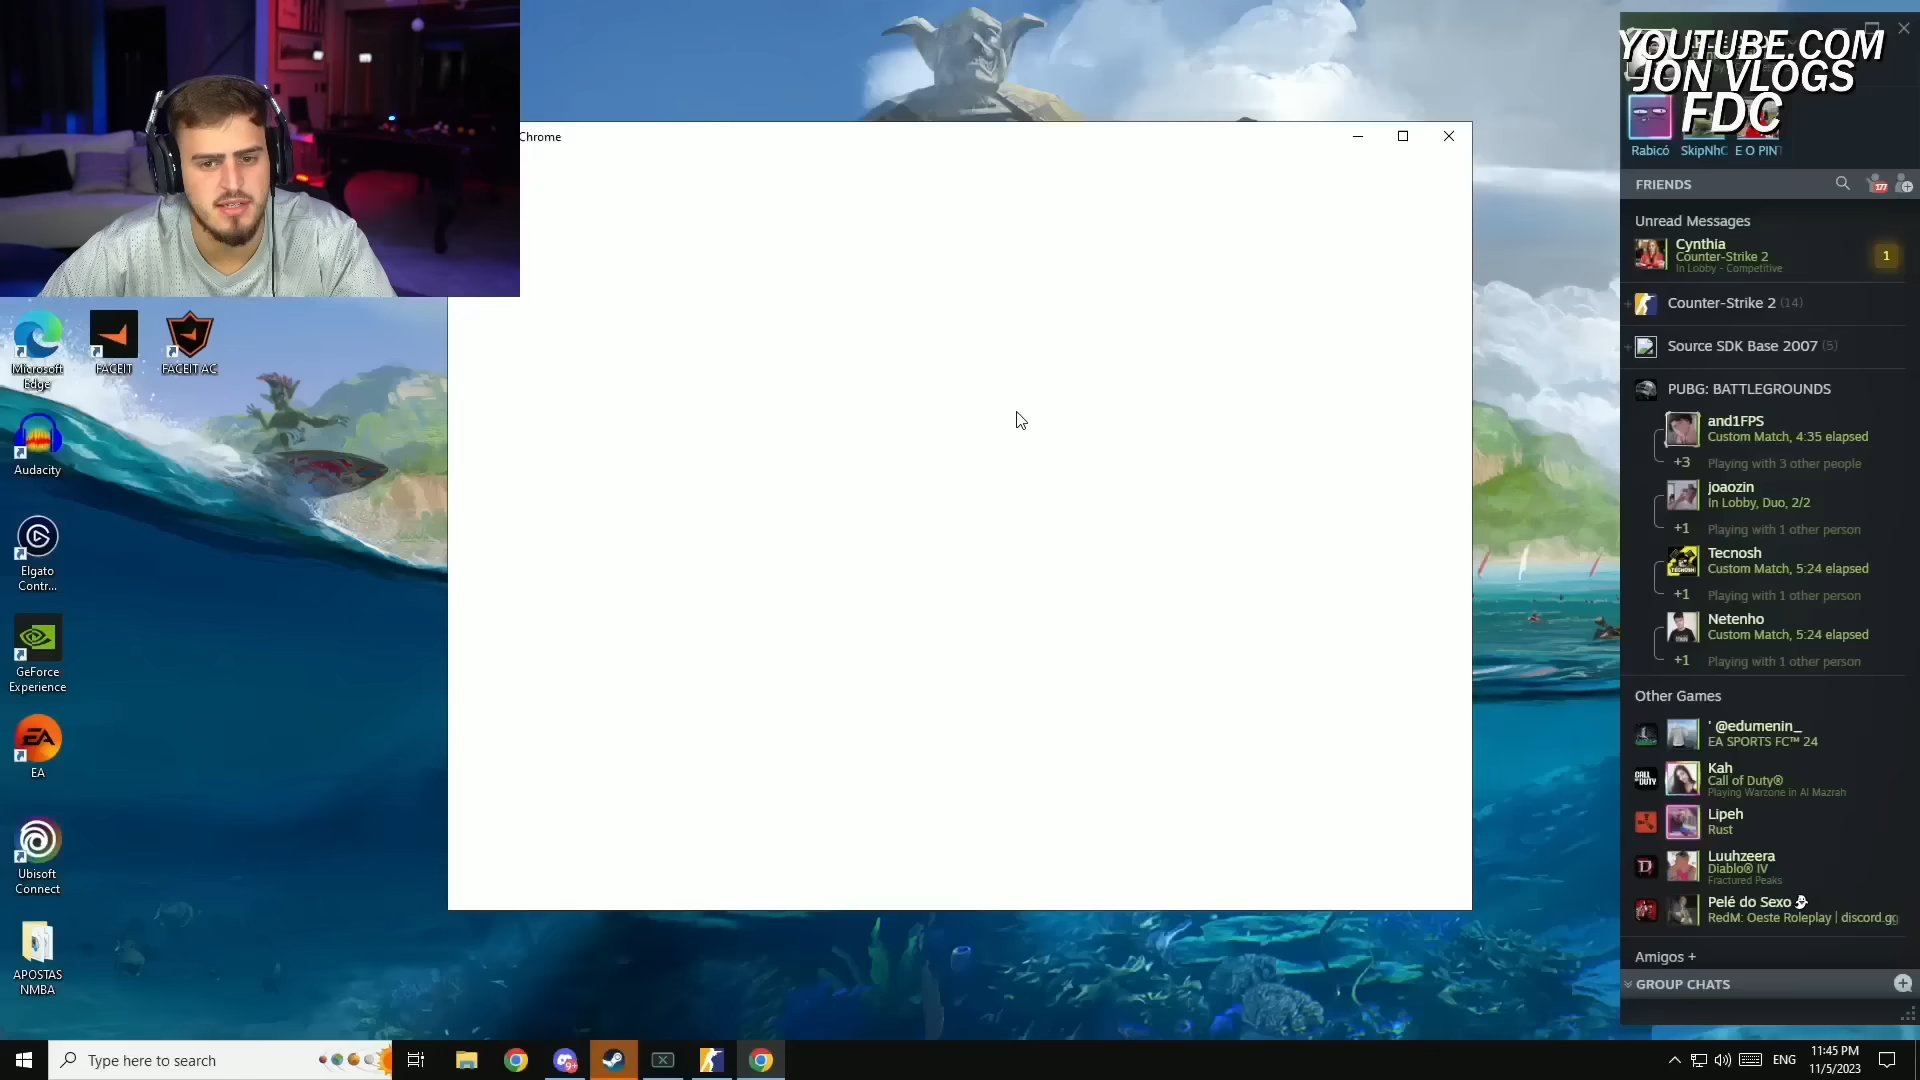 Chrome
YOUTUBE.COM
JON VLOGS
FDC
Rabicó
SkipNhC
E O PIN
FRIENDS
177
Unread Messages
Cynthia
Counter-Strike 2
In Lobby - Competitive
1
Counter-Strike 2 (14)
Source SDK Base 2007 (5)
PUBG: BATTLEGROUNDS
and1FPS
Custom Match, 4:35 elapsed
+3 Playing with 3 other people
joaozin
In Lobby, Duo, 2/2
+1 Playing with 1 other person
Tecnosh
Custom Match, 5:24 elapsed
+1 Playing with 1 other person
Netenho
Custom Match, 5:24 elapsed
+1 Playing with 1 other person
Other Games
' @edumenin_
EA SPORTS FC™ 24
Kah
Call of Duty®
Playing Warzone in Al Mazrah
Lipeh
Rust
Luuhzeera
Diablo® IV
Fractured Peaks
Pelé do Sexo
RedM: Oeste Roleplay | discord.gg
Amigos +
GROUP CHATS
Microsoft
Edge
FACEIT
FACEIT AC
Audacity
Elgato
Contr...
GeForce
Experience
EA
EA
Ubisoft
Connect
APOSTAS
NMBA
Type here to search
9+
ENG
11:45 PM
11/5/2023